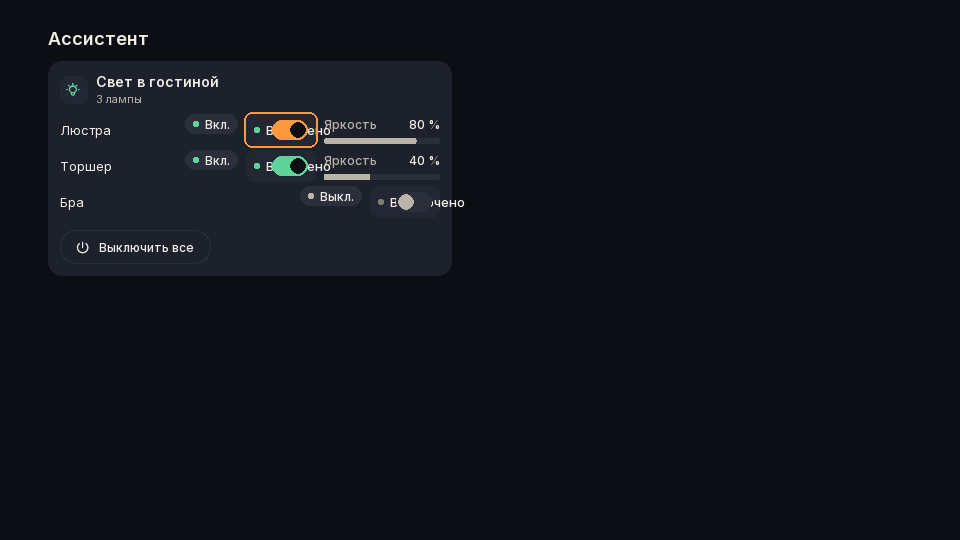 Ассистент
Свет в гостиной
3 лампы
Люстра Вкл. Яркость 80 %
Торшер Вкл. Яркость 40 %
Бра Выкл.
Выключить все